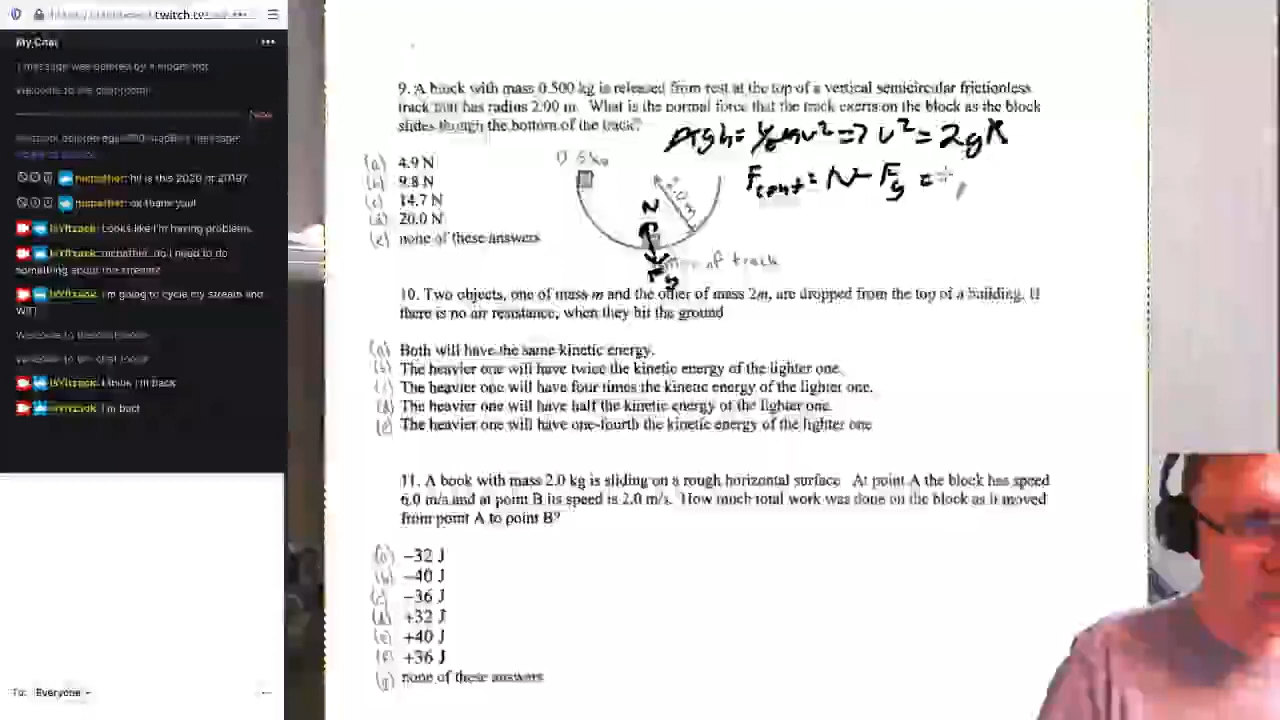 twitch.tv
My Chat
Welcome to the chat room!
New
hi! is this 2020 or 2019?
ok thank you!
Looks like I'm having problems.
do I need to do
something about the stream?
I'm going to cycle my stream and
I think I'm back
I'm back
To: Everyone
9. A block with mass 0.500 kg is released from rest at the top of a vertical semicircular frictionless
track that has radius 2.00 m. What is the normal force that the track exerts on the block as the block
slides though the bottom of the track?
(a) 4.9 N
(b) 9.8 N
(c) 14.7 N
(d) 20.0 N
(e) none of these answers
0.5kg
2.0m
N
Fg
of track
mgh = ½mv² => v² = 2gR
Fcent = N - Fg =
10. Two objects, one of mass m and the other of mass 2m, are dropped from the top of a building. If
there is no air resistance, when they hit the ground
(a) Both will have the same kinetic energy.
(b) The heavier one will have twice the kinetic energy of the lighter one.
(c) The heavier one will have four times the kinetic energy of the lighter one.
(d) The heavier one will have half the kinetic energy of the lighter one.
(e) The heavier one will have one-fourth the kinetic energy of the lighter one
11. A book with mass 2.0 kg is sliding on a rough horizontal surface. At point A the block has speed
6.0 m/s and at point B its speed is 2.0 m/s. How much total work was done on the block as it moved
from point A to point B?
(a) −32 J
(b) −40 J
(c) −36 J
(d) +32 J
(e) +40 J
(f) +36 J
(g) none of these answers